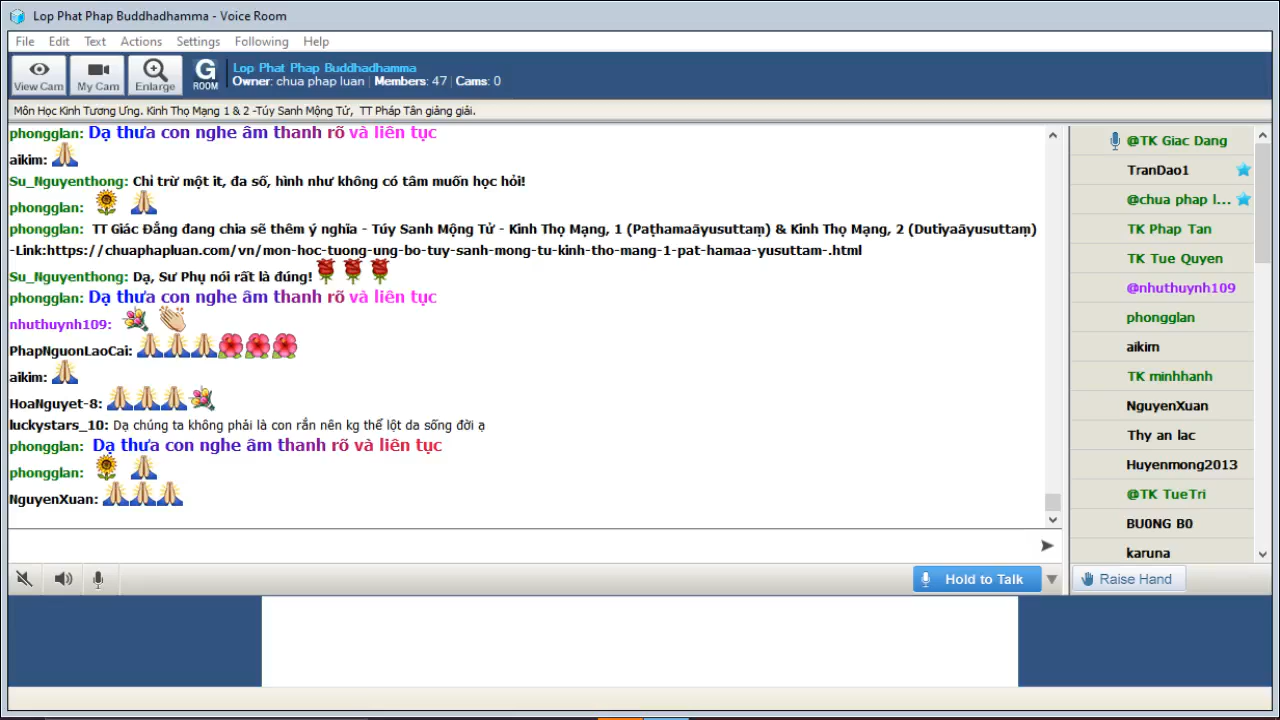 Lop Phat Phap Buddhadhamma - Voice Room
File Edit Text Actions Settings Following Help
View Cam My Cam Enlarge G ROOM
Lop Phat Phap Buddhadhamma
Owner: chua phap luan | Members: 47 | Cams: 0
Môn Học Kinh Tương Ưng. Kinh Thọ Mạng 1 & 2 -Túy Sanh Mộng Tử, TT Pháp Tân giảng giải.
phongglan: Dạ thưa con nghe âm thanh rõ và liên tục
aikim:
Su_Nguyenthong: Chỉ trừ một it, đa số, hình như không có tâm muốn học hỏi!
phongglan:
phongglan: TT Giác Đẳng đang chia sẽ thêm ý nghĩa - Túy Sanh Mộng Tử - Kinh Thọ Mạng, 1 (Paṭhamaāyusuttaṃ) & Kinh Thọ Mạng, 2 (Dutiyaāyusuttaṃ)
-Link:https://chuaphapluan.com/vn/mon-hoc-tuong-ung-bo-tuy-sanh-mong-tu-kinh-tho-mang-1-pat-hamaa-yusuttam-.html
Su_Nguyenthong: Dạ, Sư Phụ nói rất là đúng!
phongglan: Dạ thưa con nghe âm thanh rõ và liên tục
nhuthuynh109:
PhapNguonLaoCai:
aikim:
HoaNguyet-8:
luckystars_10: Dạ chúng ta không phải là con rắn nên kg thể lột da sống đời ạ
phongglan: Dạ thưa con nghe âm thanh rõ và liên tục
phongglan:
NguyenXuan:
Hold to Talk
@TK Giac Dang
TranDao1
@chua phap l...
TK Phap Tan
TK Tue Quyen
@nhuthuynh109
phongglan
aikim
TK minhhanh
NguyenXuan
Thy an lac
Huyenmong2013
@TK TueTri
BU0NG B0
karuna
Raise Hand